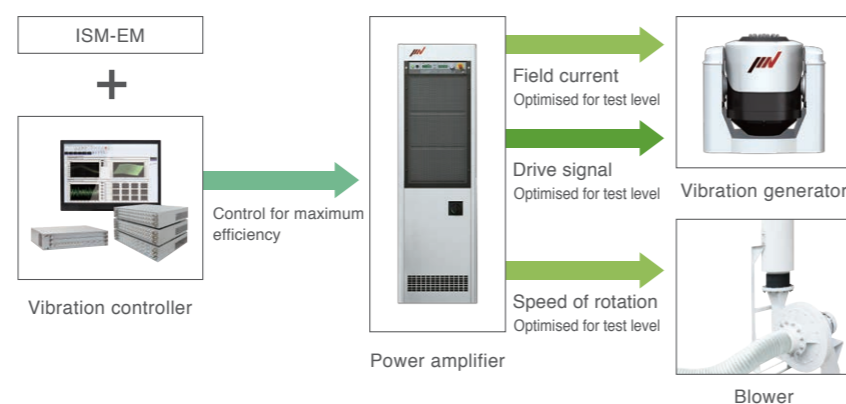 ISM-EM
+
Vibration controller
Control for maximum
efficiency
Power amplifier
Field current
Optimised for test level
Drive signal
Optimised for test level
Speed of rotation
Optimised for test level
Vibration generator
Blower